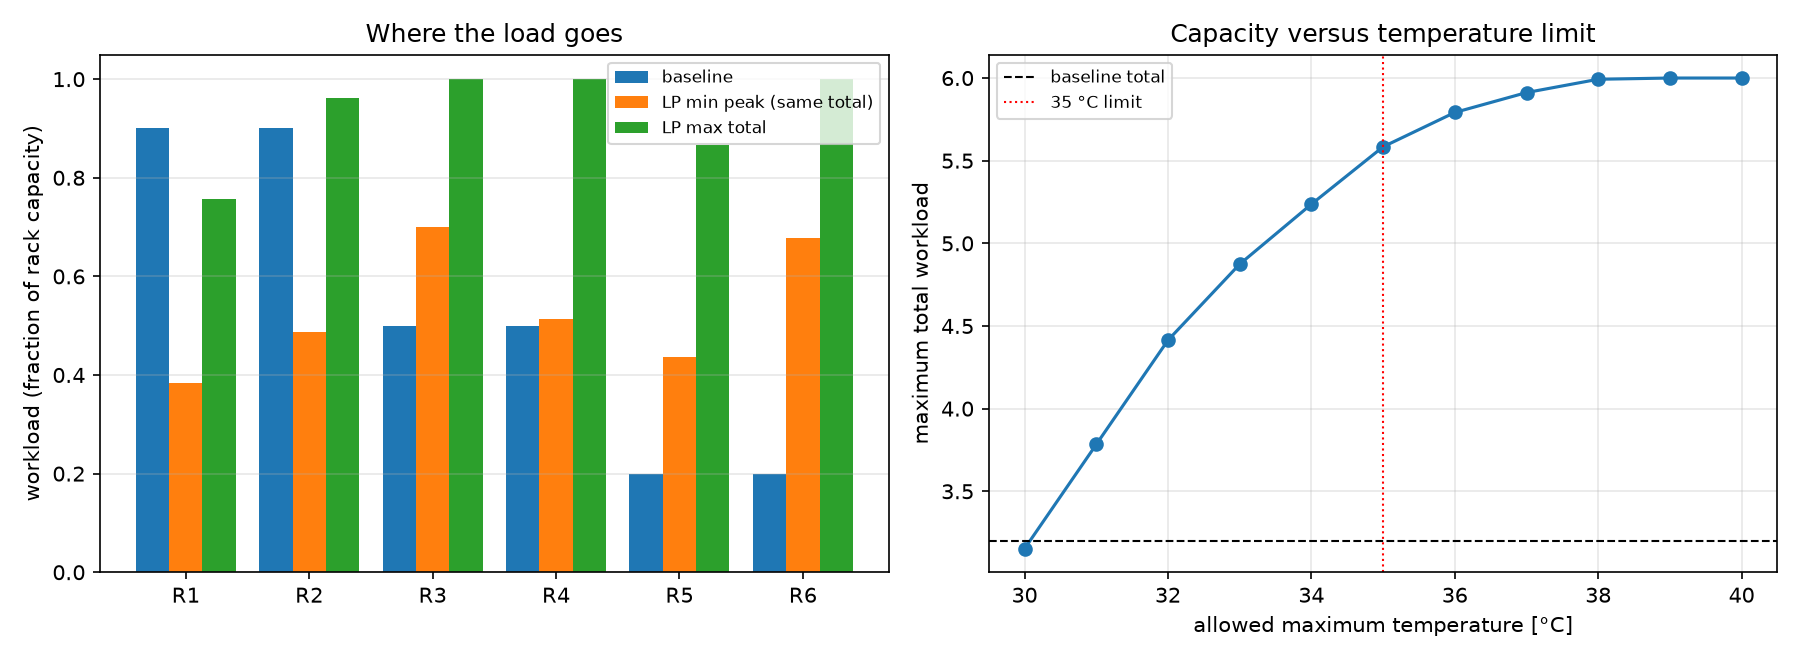 Where the load goes
workload (fraction of rack capacity)
1.0
0.8
0.6
0.4
0.2
0.0
baseline
LP min peak (same total)
LP max total
R1 R2 R3 R4 R5 R6
Capacity versus temperature limit
maximum total workload
6.0
5.5
5.0
4.5
4.0
3.5
baseline total
35 °C limit
30 32 34 36 38 40
allowed maximum temperature [°C]